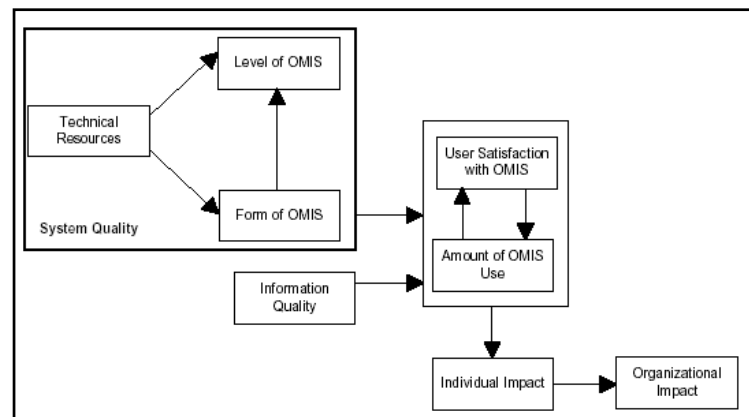 Level of OMIS
Technical
Resources
Form of OMIS
System Quality
User Satisfaction
with OMIS
Amount of OMIS
Use
Information
Quality
Individual Impact
Organizational
Impact